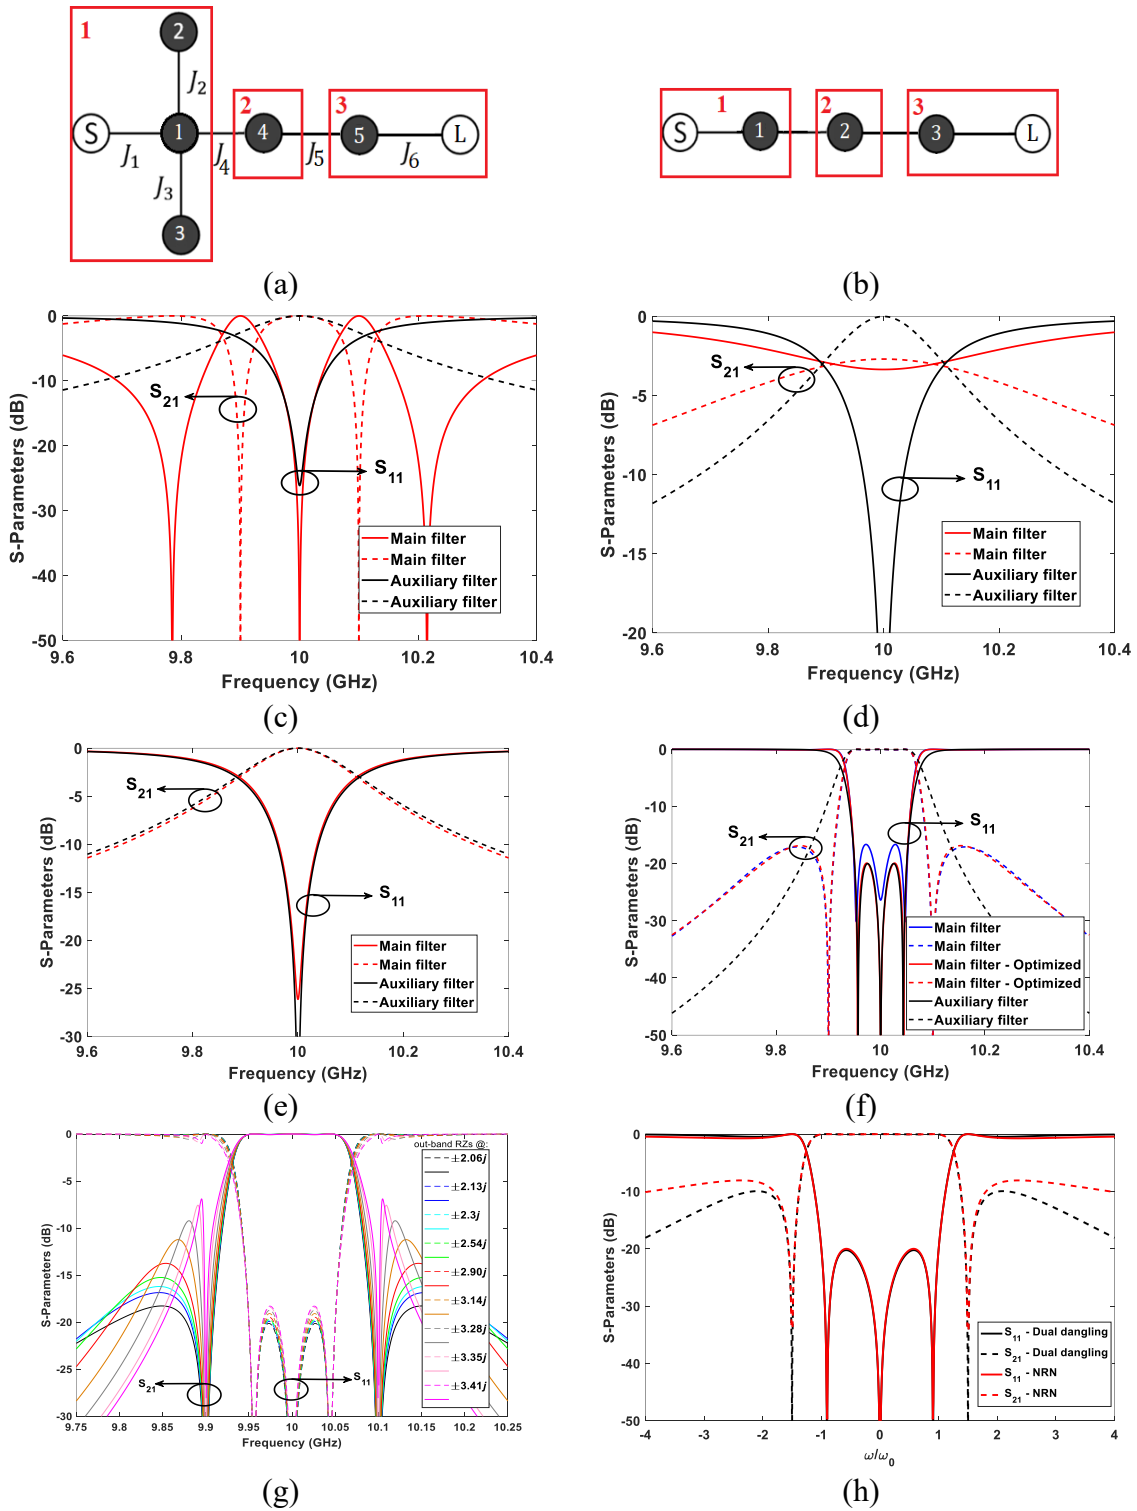 1
2
J2
2
3
S
1
4
5
L
J1
J4
J5
J6
J3
3
(a)
1
2
3
S
1
2
3
L
(b)
0
-10
-20
-30
-40
-50
S-Parameters (dB)
S21
S11
Main filter
Main filter
Auxiliary filter
Auxiliary filter
9.6
9.8
10
10.2
10.4
Frequency (GHz)
(c)
0
-5
-10
-15
-20
S-Parameters (dB)
S21
S11
Main filter
Main filter
Auxiliary filter
Auxiliary filter
9.6
9.8
10
10.2
10.4
Frequency (GHz)
(d)
0
-5
-10
-15
-20
-25
-30
S-Parameters (dB)
S21
S11
Main filter
Main filter
Auxiliary filter
Auxiliary filter
9.6
9.8
10
10.2
10.4
Frequency (GHz)
(e)
0
-10
-20
-30
-40
-50
S-Parameters (dB)
S21
S11
Main filter
Main filter
Main filter - Optimized
Main filter - Optimized
Auxiliary filter
Auxiliary filter
9.6
9.8
10
10.2
10.4
Frequency (GHz)
(f)
0
-5
-10
-15
-20
-25
-30
S-Parameters (dB)
out-band RZs @:
±2.06j
±2.13j
±2.3j
±2.54j
±2.90j
±3.14j
±3.28j
±3.35j
±3.41j
S21
S11
9.75
9.8
9.85
9.9
9.95
10
10.05
10.1
10.15
10.2
10.25
Frequency (GHz)
(g)
0
-10
-20
-30
-40
-50
S-Parameters (dB)
S11 - Dual dangling
S21 - Dual dangling
S11 - NRN
S21 - NRN
-4
-3
-2
-1
0
1
2
3
4
ω/ω0
(h)